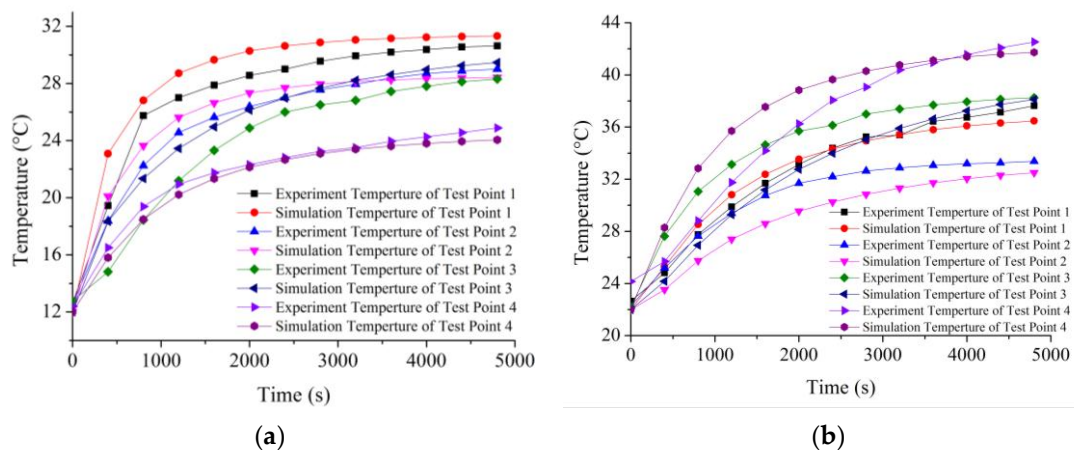 32
28
24
20
16
12
Temperature (°C)
Experiment Temperture of Test Point 1
Simulation Temperture of Test Point 1
Experiment Temperture of Test Point 2
Simulation Temperture of Test Point 2
Experiment Temperture of Test Point 3
Simulation Temperture of Test Point 3
Experiment Temperture of Test Point 4
Simulation Temperture of Test Point 4
0 1000 2000 3000 4000 5000
Time (s)
(a)
44
40
36
32
28
24
20
Temperature (°C)
Experiment Temperture of Test Point 1
Simulation Temperture of Test Point 1
Experiment Temperture of Test Point 2
Simulation Temperture of Test Point 2
Experiment Temperture of Test Point 3
Simulation Temperture of Test Point 3
Experiment Temperture of Test Point 4
Simulation Temperture of Test Point 4
0 1000 2000 3000 4000 5000
Time (s)
(b)